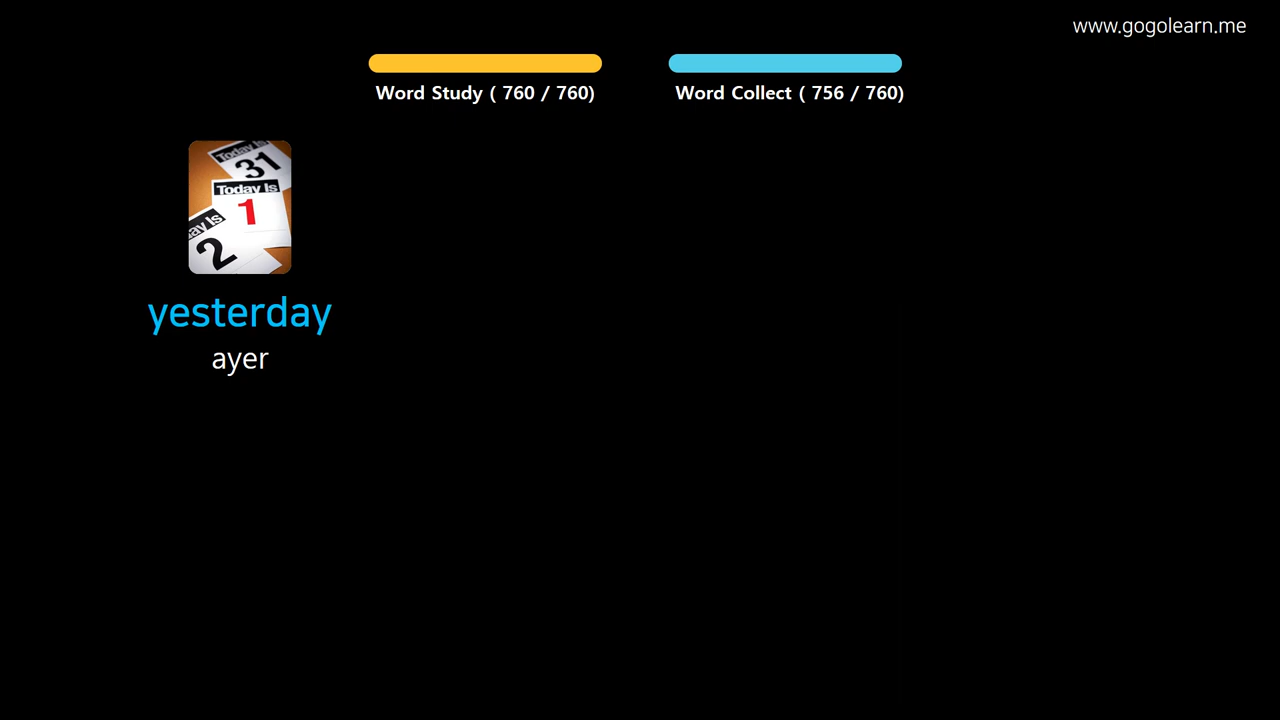 www.gogolearn.me
Word Study ( 760 / 760)
Word Collect ( 756 / 760)
Today Is
31
Today Is
1
ay Is
2
yesterday
ayer